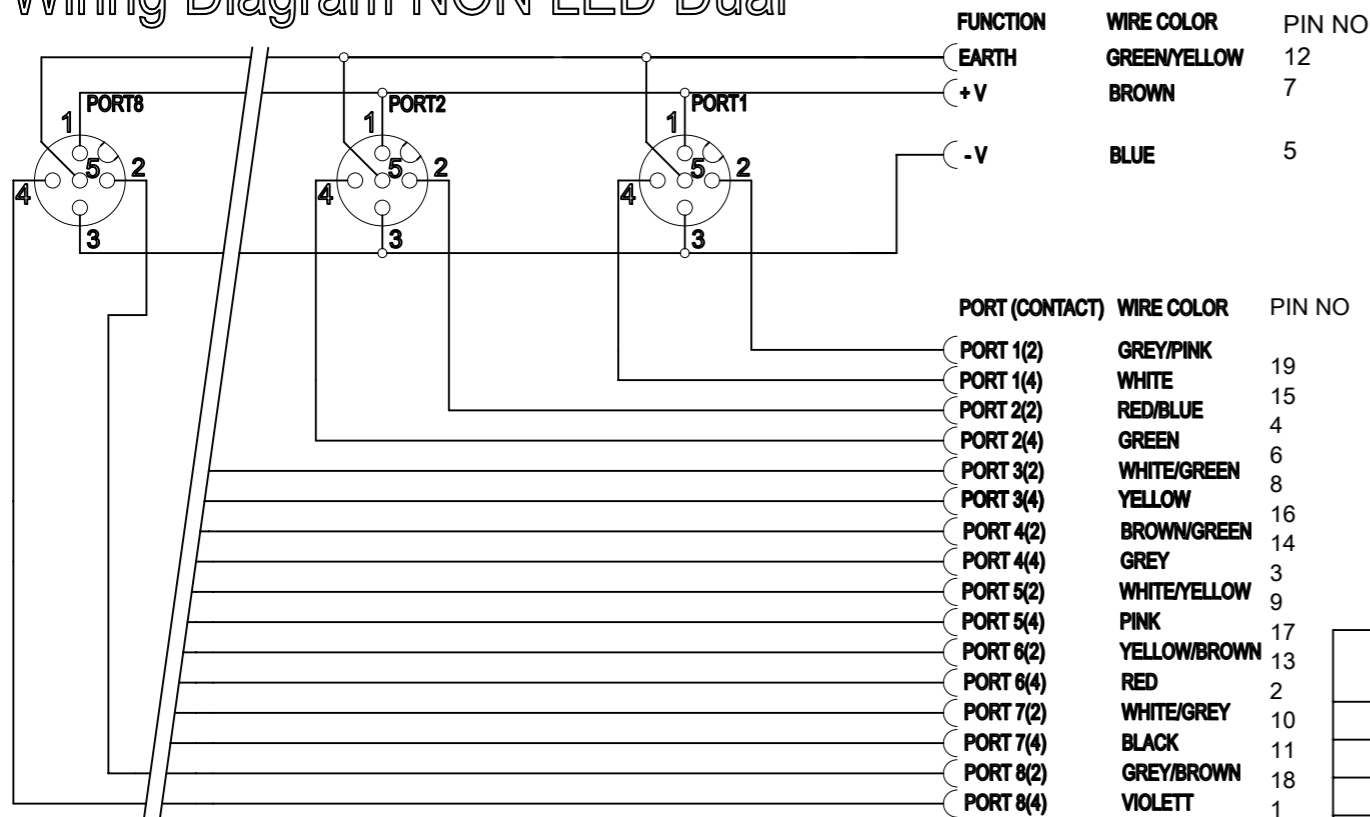 Wiring Diagram NON LED Dual
FUNCTION WIRE COLOR PIN NO
EARTH GREEN/YELLOW 12
+ V BROWN 7
- V BLUE 5
PORT8 PORT2 PORT1
1 1 1
5 2 5 2 5 2
4 4 4
3 3 3
PORT (CONTACT) WIRE COLOR PIN NO
PORT 1(2) GREY/PINK 19
PORT 1(4) WHITE 15
PORT 2(2) RED/BLUE 4
PORT 2(4) GREEN 6
PORT 3(2) WHITE/GREEN 8
PORT 3(4) YELLOW 16
PORT 4(2) BROWN/GREEN 14
PORT 4(4) GREY 3
PORT 5(2) WHITE/YELLOW 9
PORT 5(4) PINK 17
PORT 6(2) YELLOW/BROWN 13
PORT 6(4) RED 2
PORT 7(2) WHITE/GREY 10
PORT 7(4) BLACK 11
PORT 8(2) GREY/BROWN 18
PORT 8(4) VIOLETT 1